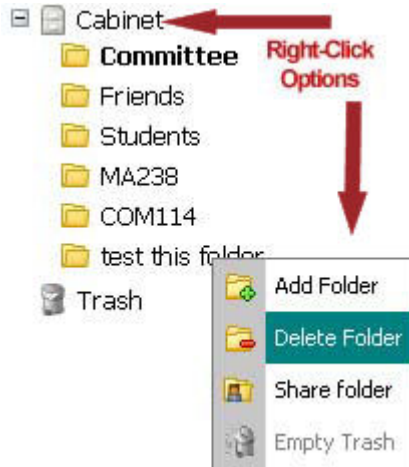 Cabinet
Right-Click
Options
Committee
Friends
Students
MA238
COM114
test this folder
Trash
Add Folder
Delete Folder
Share folder
Empty Trash